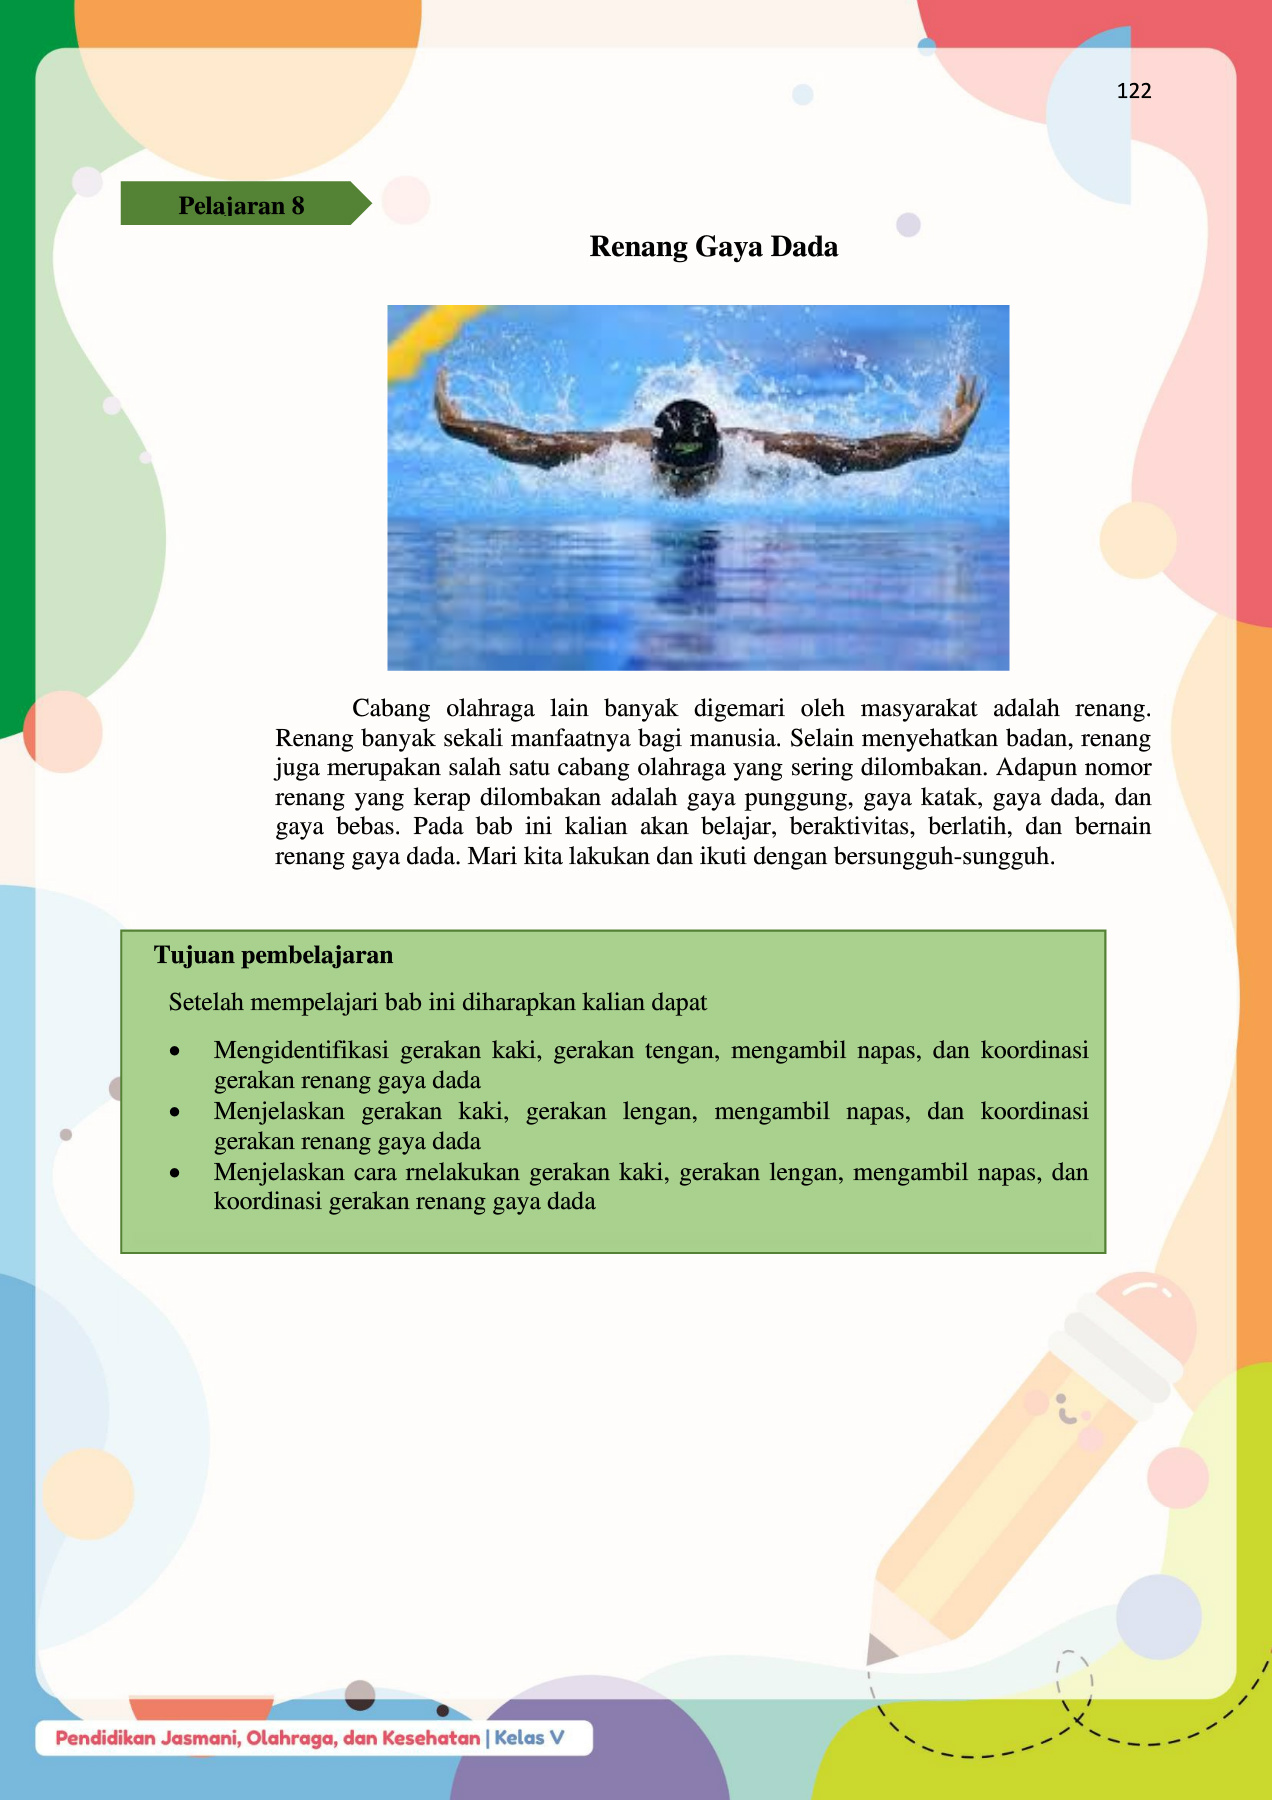 122
Pelajaran 8
Renang Gaya Dada
Cabang olahraga lain banyak digemari oleh masyarakat adalah renang.
Renang banyak sekali manfaatnya bagi manusia. Selain menyehatkan badan, renang
juga merupakan salah satu cabang olahraga yang sering dilombakan. Adapun nomor
renang yang kerap dilombakan adalah gaya punggung, gaya katak, gaya dada, dan
gaya bebas. Pada bab ini kalian akan belajar, beraktivitas, berlatih, dan bernain
renang gaya dada. Mari kita lakukan dan ikuti dengan bersungguh-sungguh.
Tujuan pembelajaran
Setelah mempelajari bab ini diharapkan kalian dapat
• Mengidentifikasi gerakan kaki, gerakan tengan, mengambil napas, dan koordinasi
gerakan renang gaya dada
• Menjelaskan gerakan kaki, gerakan lengan, mengambil napas, dan koordinasi
gerakan renang gaya dada
• Menjelaskan cara rnelakukan gerakan kaki, gerakan lengan, mengambil napas, dan
koordinasi gerakan renang gaya dada
Pendidikan Jasmani, Olahraga, dan Kesehatan | Kelas V